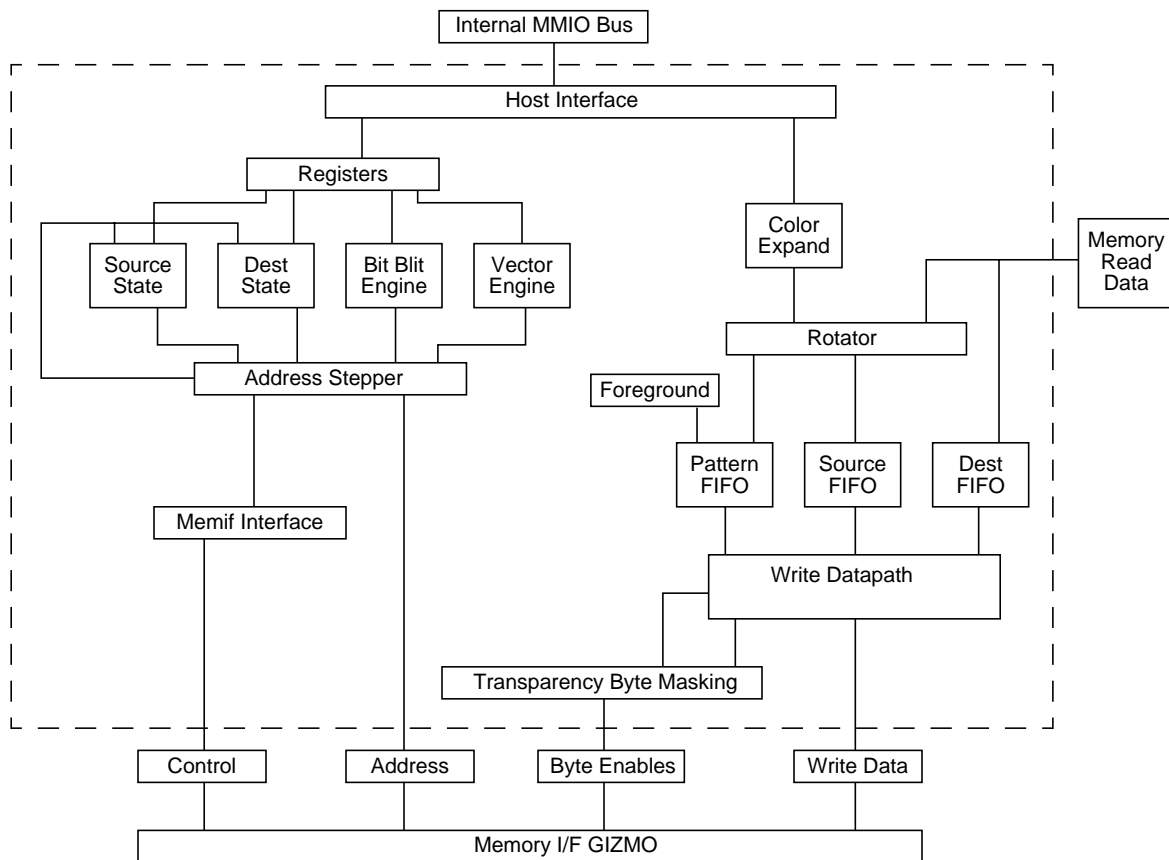 Internal MMIO Bus
Host Interface
Registers
Color
Expand
Memory
Read
Data
Source
State
Dest
State
Bit Blit
Engine
Vector
Engine
Rotator
Address Stepper
Foreground
Pattern
FIFO
Source
FIFO
Dest
FIFO
Memif Interface
Write Datapath
Transparency Byte Masking
Control
Address
Byte Enables
Write Data
Memory I/F GIZMO